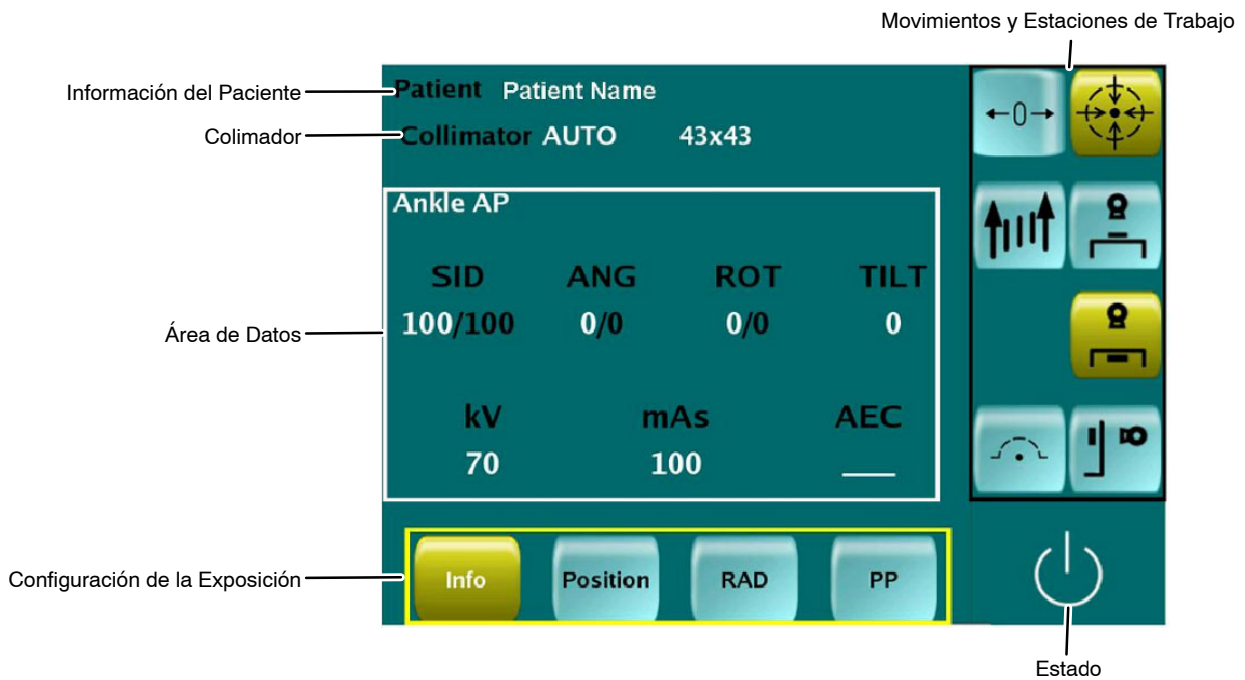 Movimientos y Estaciones de Trabajo
Información del Paciente
Patient Patient Name
Colimador
Collimator AUTO 43x43
Ankle AP
SID ANG ROT TILT
Área de Datos
100/100 0/0 0/0 0
kV mAs AEC
70 100 ___
Configuración de la Exposición
Info Position RAD PP
Estado